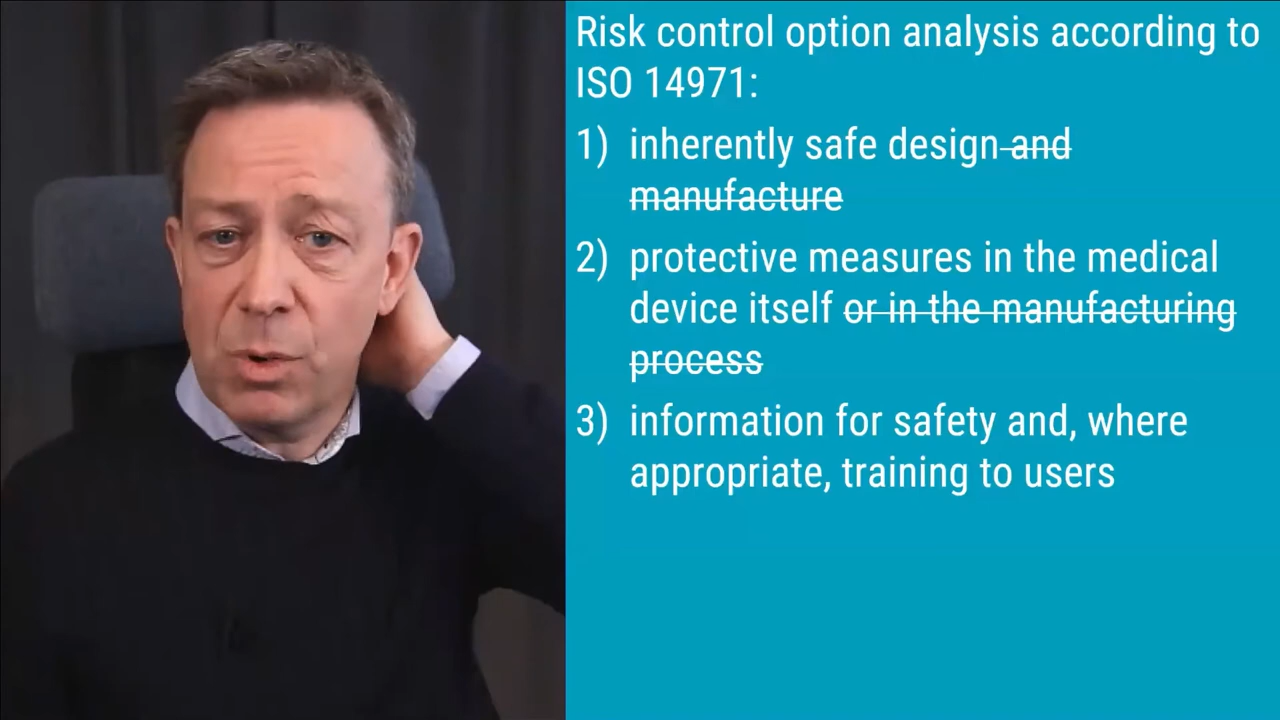 Risk control option analysis according to
ISO 14971:
1) inherently safe design and
manufacture
2) protective measures in the medical
device itself or in the manufacturing
process
3) information for safety and, where
appropriate, training to users